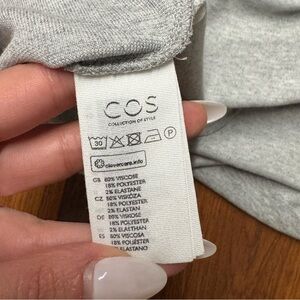 COS
COLLECTION OF STYLE
30 P
clevercare.info
GB 80% VISCOSE
18% POLYESTER
2% ELASTANE
CZ 80% VISKÓZA
18% POLYESTER
2% ELASTAN
DE 80% VISKOSE
18% POLYESTER
2% ELASTHAN
ES 80% VISCOSA
18% POLIÉSTER
2% ELASTANO